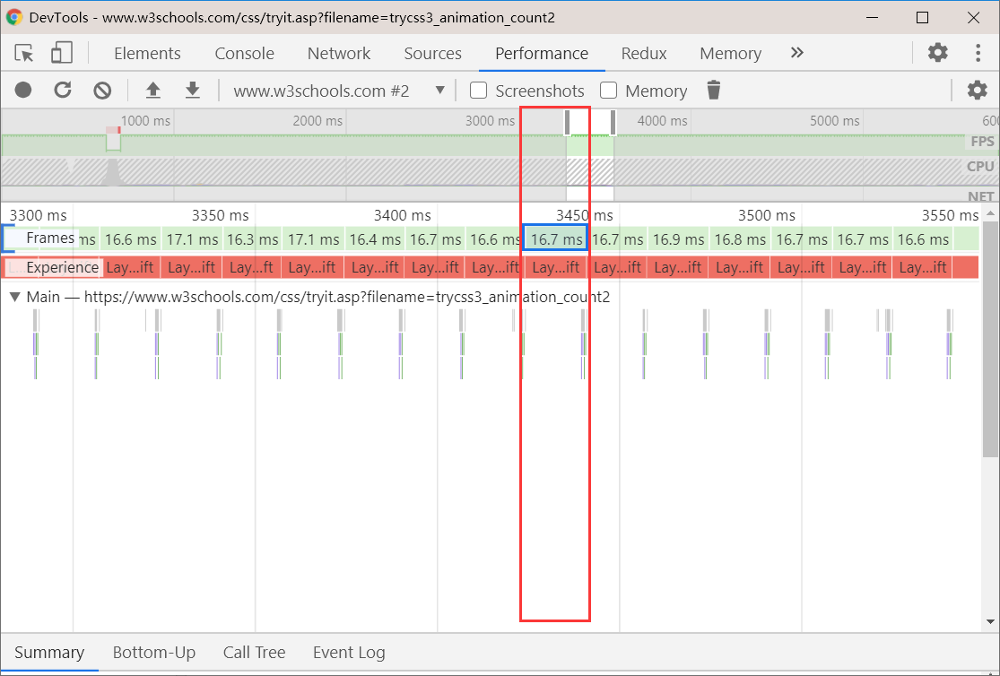 DevTools - www.w3schools.com/css/tryit.asp?filename=trycss3_animation_count2
Elements Console Network Sources Performance Redux Memory »
www.w3schools.com #2 ▼ Screenshots Memory
1000 ms 2000 ms 3000 ms 4000 ms 5000 ms 600
FPS
CPU
NET
3300 ms 3350 ms 3400 ms 3450 ms 3500 ms 3550 ms
Frames ms 16.6 ms 17.1 ms 16.3 ms 17.1 ms 16.4 ms 16.7 ms 16.6 ms 16.7 ms 16.7 ms 16.9 ms 16.8 ms 16.7 ms 16.7 ms 16.6 ms
Experience Lay...ift Lay...ift Lay...ft Lay...ift Lay...ift Lay...ift Lay...ift Lay...ift Lay...ift Lay...ift Lay...ift Lay...ift Lay...ift Lay...ift
▼ Main — https://www.w3schools.com/css/tryit.asp?filename=trycss3_animation_count2
Summary Bottom-Up Call Tree Event Log